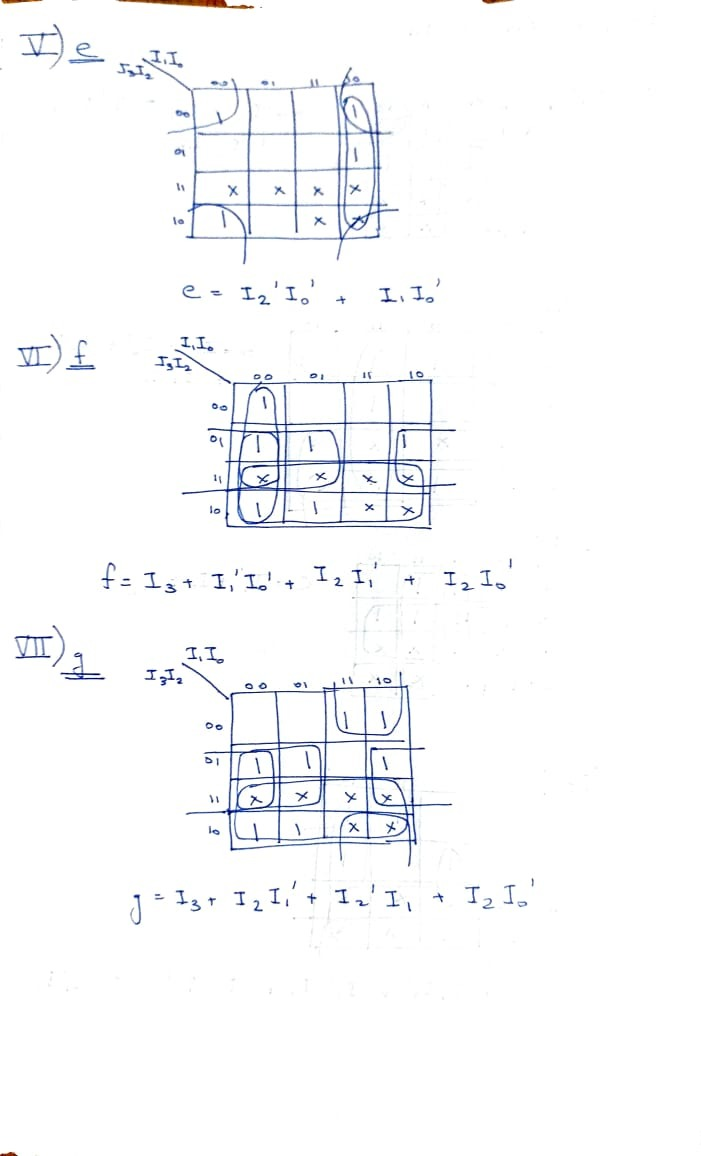 V) e
I₁I₀
I₃I₂
00 01 11 10
00 1 1
01 1
11 x x x x
10 1 x x
e = I₂'I₀' + I₁I₀'
VI) f
I₁I₀
I₃I₂
00 01 11 10
00 1
01 1 1 1
11 x x x x
10 1 1 x x
f = I₃ + I₁'I₀' + I₂I₁' + I₂I₀'
VII) g
I₁I₀
I₃I₂
00 01 11 10
00 1 1
01 1 1 1
11 x x x x
10 1 1 x x
g = I₃ + I₂I₁' + I₂'I₁ + I₂I₀'